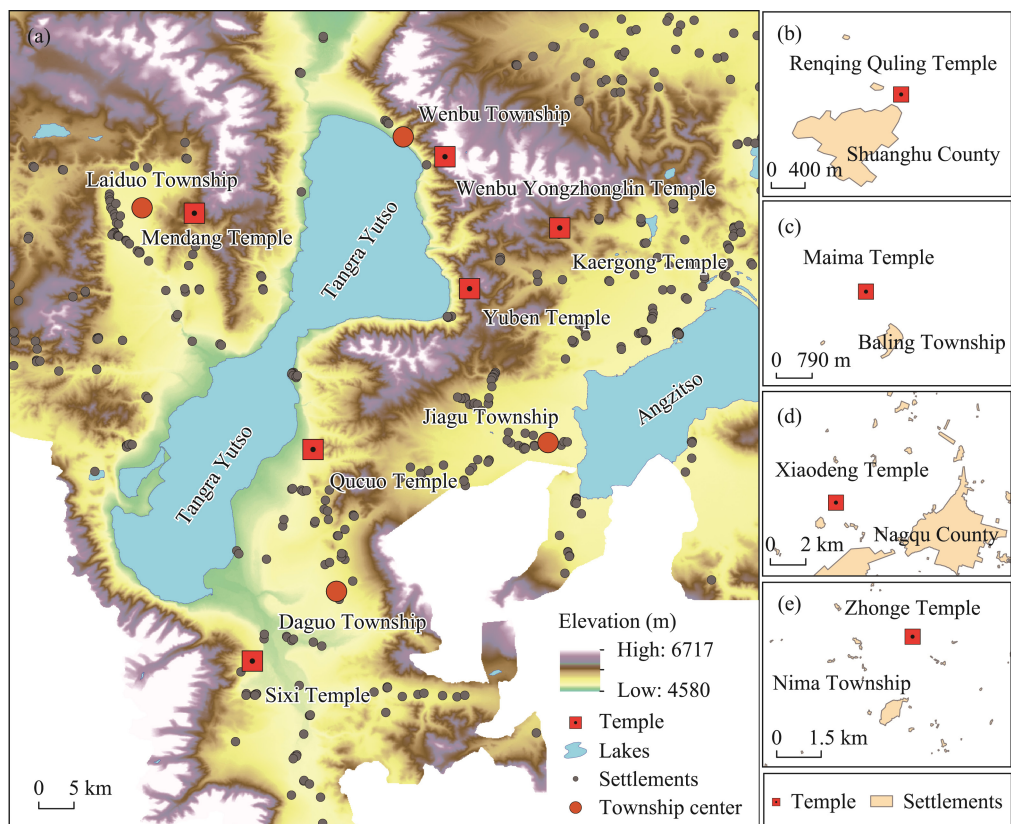 (a)
Wenbu Township
Laiduo Township
Wenbu Yongzhonglin Temple
Mendang Temple
Tangra Yutso
Kaergong Temple
Yuben Temple
Jiagu Township
Angzitso
Tangra Yutso
Qucuo Temple
Daguo Township
Sixi Temple
Elevation (m)
High: 6717
Low: 4580
Temple
Lakes
Settlements
Township center
0 5 km
(b)
Renqing Quling Temple
Shuanghu County
0 400 m
(c)
Maima Temple
Baling Township
0 790 m
(d)
Xiaodeng Temple
Nagqu County
0 2 km
(e)
Zhonge Temple
Nima Township
0 1.5 km
Temple Settlements